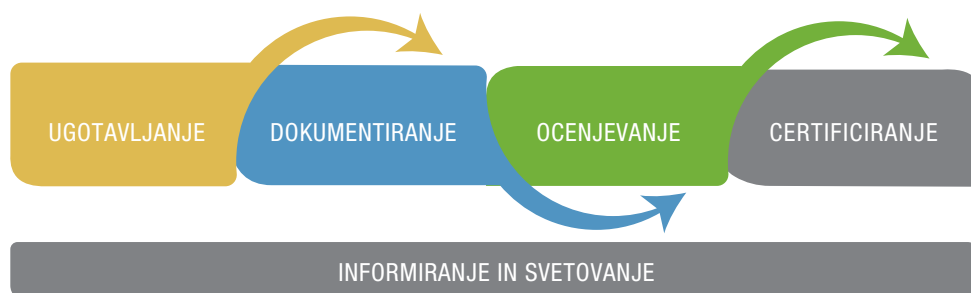 UGOTAVLJANJE
DOKUMENTIRANJE
OCENJEVANJE
CERTIFICIRANJE
INFORMIRANJE IN SVETOVANJE